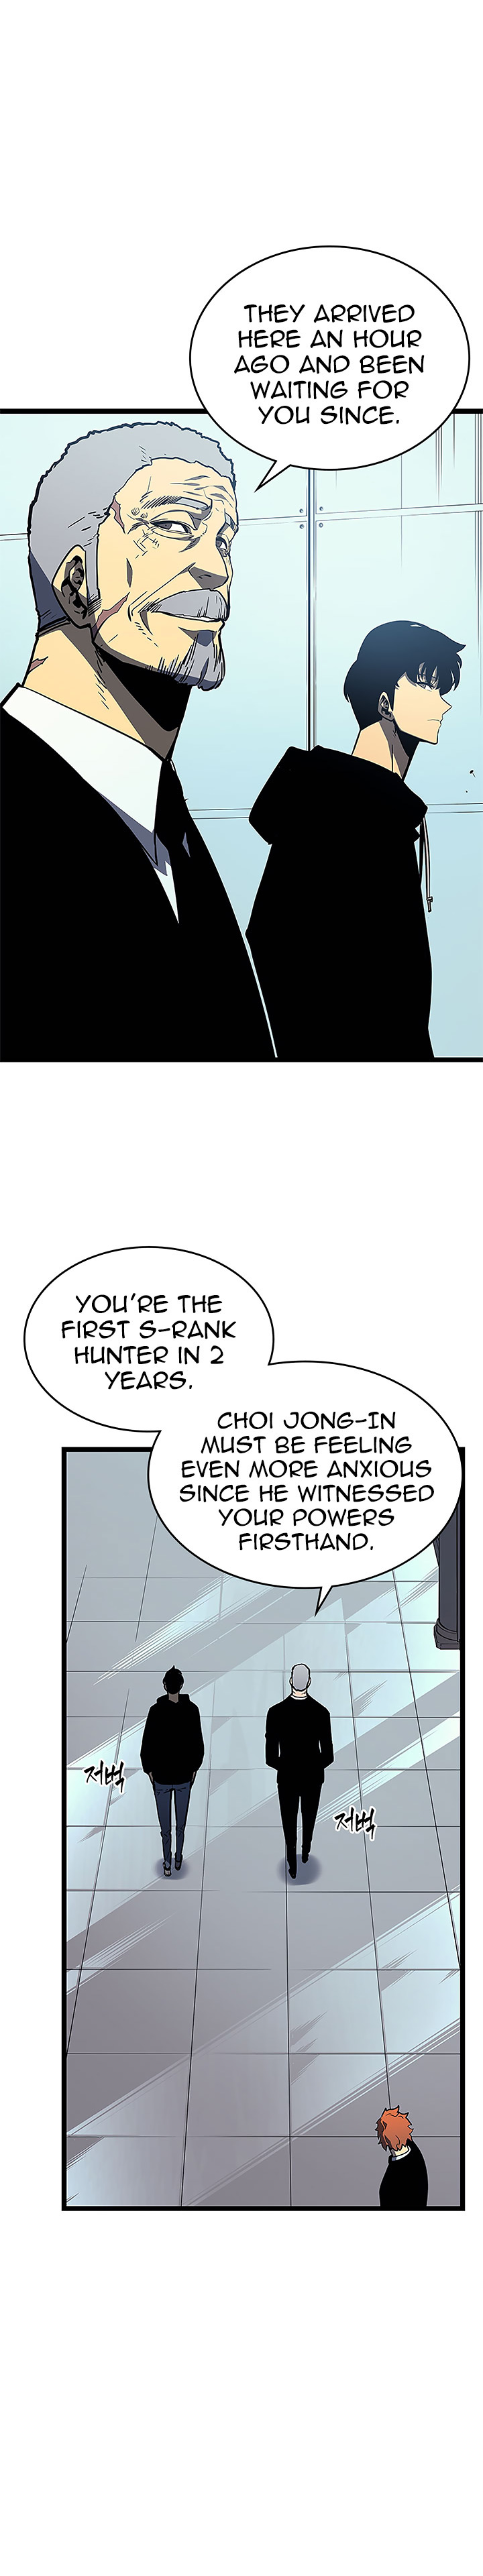 THEY ARRIVED
HERE AN HOUR
AGO AND BEEN
WAITING FOR
YOU SINCE.
YOU'RE THE
FIRST S-RANK
HUNTER IN 2
YEARS.
CHOI JONG-IN
MUST BE FEELING
EVEN MORE ANXIOUS
SINCE HE WITNESSED
YOUR POWERS
FIRSTHAND.
저벅
저벅